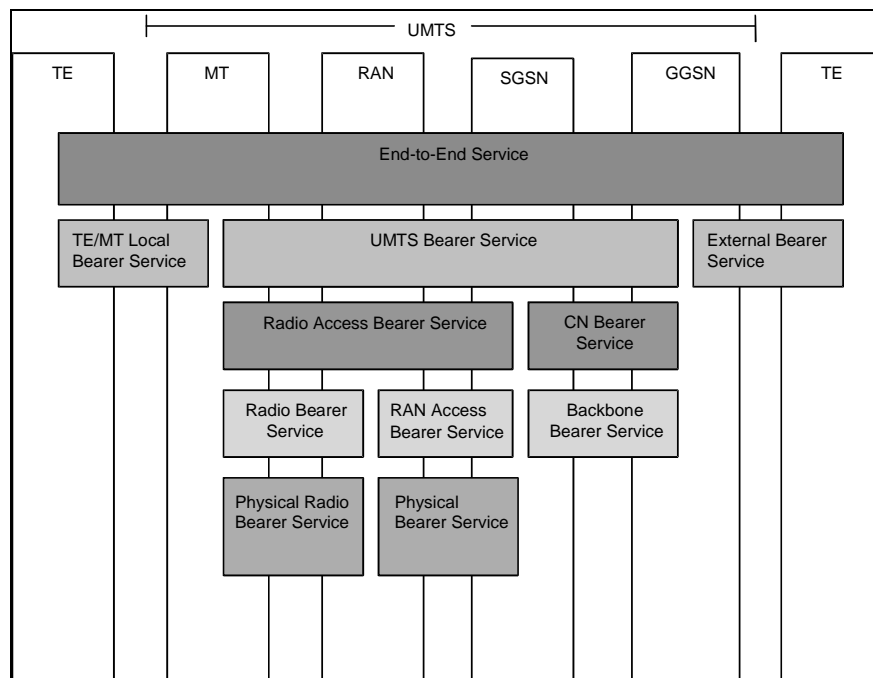 UMTS
TE MT RAN SGSN GGSN TE
End-to-End Service
TE/MT Local
Bearer Service
UMTS Bearer Service
External Bearer
Service
Radio Access Bearer Service
CN Bearer
Service
Radio Bearer
Service
RAN Access
Bearer Service
Backbone
Bearer Service
Physical Radio
Bearer Service
Physical
Bearer Service